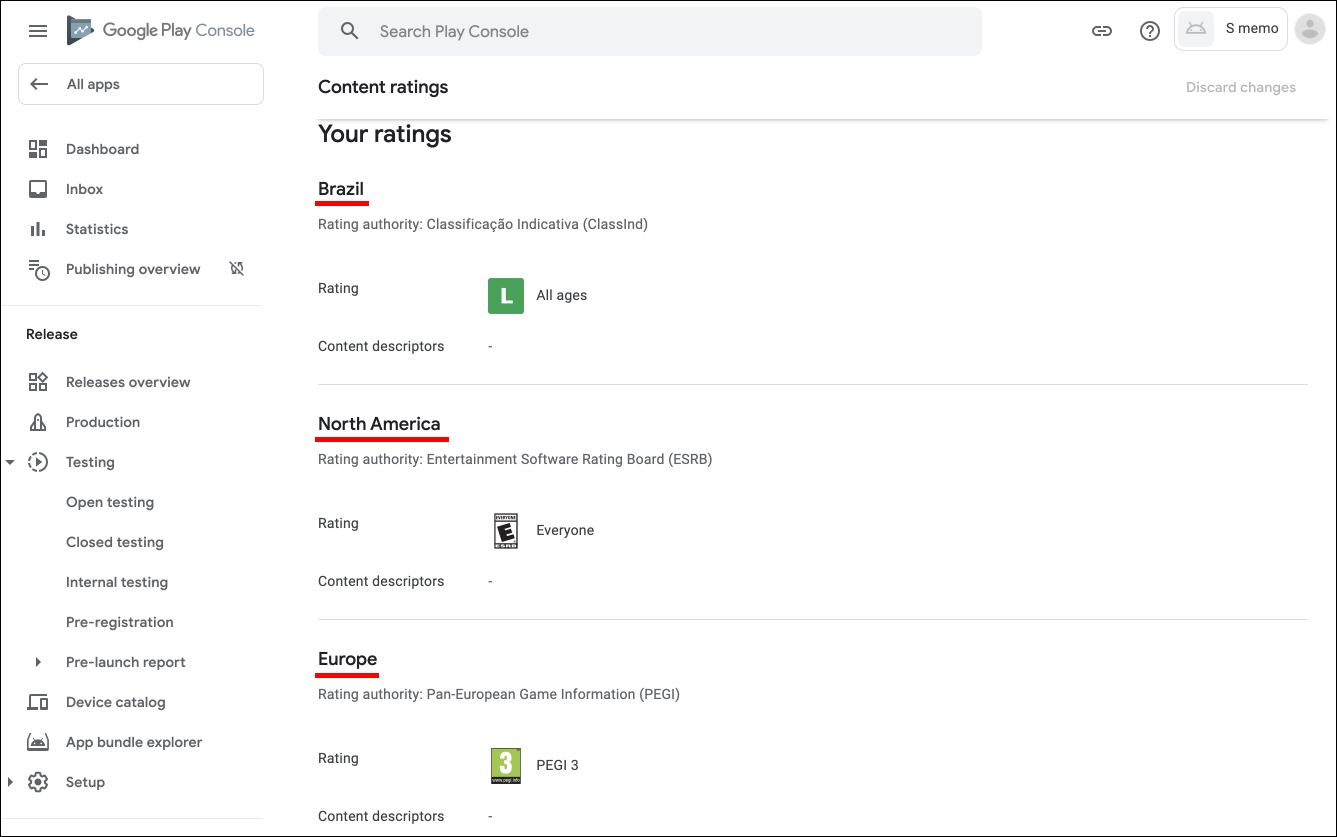 Google Play Console
Search Play Console
S memo
All apps
Content ratings
Discard changes
Dashboard
Inbox
Statistics
Publishing overview
Release
Releases overview
Production
Testing
Open testing
Closed testing
Internal testing
Pre-registration
Pre-launch report
Device catalog
App bundle explorer
Setup
Your ratings
Brazil
Rating authority: Classificação Indicativa (ClassInd)
Rating
L
All ages
Content descriptors
-
North America
Rating authority: Entertainment Software Rating Board (ESRB)
Rating
EVERYONE
E
ESRB
Everyone
Content descriptors
-
Europe
Rating authority: Pan-European Game Information (PEGI)
Rating
3
www.pegi.info
PEGI 3
Content descriptors
-